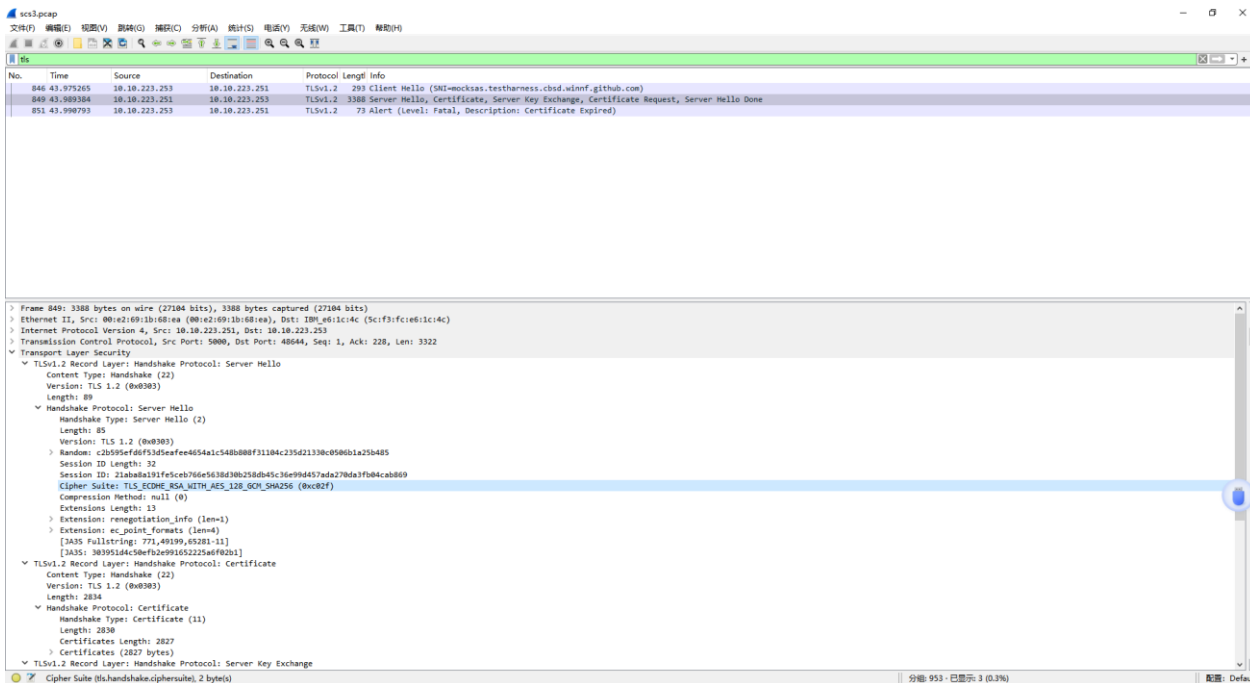 scs3.pcap
文件(F) 编辑(E) 视图(V) 跳转(G) 捕获(C) 分析(A) 统计(S) 电话(Y) 无线(W) 工具(T) 帮助(H)
tls
No. Time Source Destination Protocol Lengtl Info
846 43.975265 10.10.223.253 10.10.223.251 TLSv1.2 293 Client Hello (SNI=mocksas.testharness.cbsd.winnf.github.com)
849 43.989384 10.10.223.251 10.10.223.253 TLSv1.2 3388 Server Hello, Certificate, Server Key Exchange, Certificate Request, Server Hello Done
851 43.990793 10.10.223.253 10.10.223.251 TLSv1.2 73 Alert (Level: Fatal, Description: Certificate Expired)
Frame 849: 3388 bytes on wire (27104 bits), 3388 bytes captured (27104 bits)
Ethernet II, Src: 00:e2:69:1b:68:ea (00:e2:69:1b:68:ea), Dst: IBM_e6:1c:4c (5c:f3:fc:e6:1c:4c)
Internet Protocol Version 4, Src: 10.10.223.251, Dst: 10.10.223.253
Transmission Control Protocol, Src Port: 5000, Dst Port: 48644, Seq: 1, Ack: 228, Len: 3322
Transport Layer Security
TLSv1.2 Record Layer: Handshake Protocol: Server Hello
Content Type: Handshake (22)
Version: TLS 1.2 (0x0303)
Length: 89
Handshake Protocol: Server Hello
Handshake Type: Server Hello (2)
Length: 85
Version: TLS 1.2 (0x0303)
Random: c2b595efd6f53d5eafee4654a1c548b808f31104c235d21330c0506b1a25b485
Session ID Length: 32
Session ID: 21aba8a191fe5ceb766e5638d30b258db45c36e99d457ada270da3fb04cab869
Cipher Suite: TLS_ECDHE_RSA_WITH_AES_128_GCM_SHA256 (0xc02f)
Compression Method: null (0)
Extensions Length: 13
Extension: renegotiation_info (len=1)
Extension: ec_point_formats (len=4)
[JA3S Fullstring: 771,49199,65281-11]
[JA3S: 303951d4c50efb2e991652225a6f02b1]
TLSv1.2 Record Layer: Handshake Protocol: Certificate
Content Type: Handshake (22)
Version: TLS 1.2 (0x0303)
Length: 2834
Handshake Protocol: Certificate
Handshake Type: Certificate (11)
Length: 2830
Certificates Length: 2827
Certificates (2827 bytes)
TLSv1.2 Record Layer: Handshake Protocol: Server Key Exchange
Cipher Suite (tls.handshake.ciphersuite), 2 byte(s)
分组: 953 · 已显示: 3 (0.3%)
配置: Defau